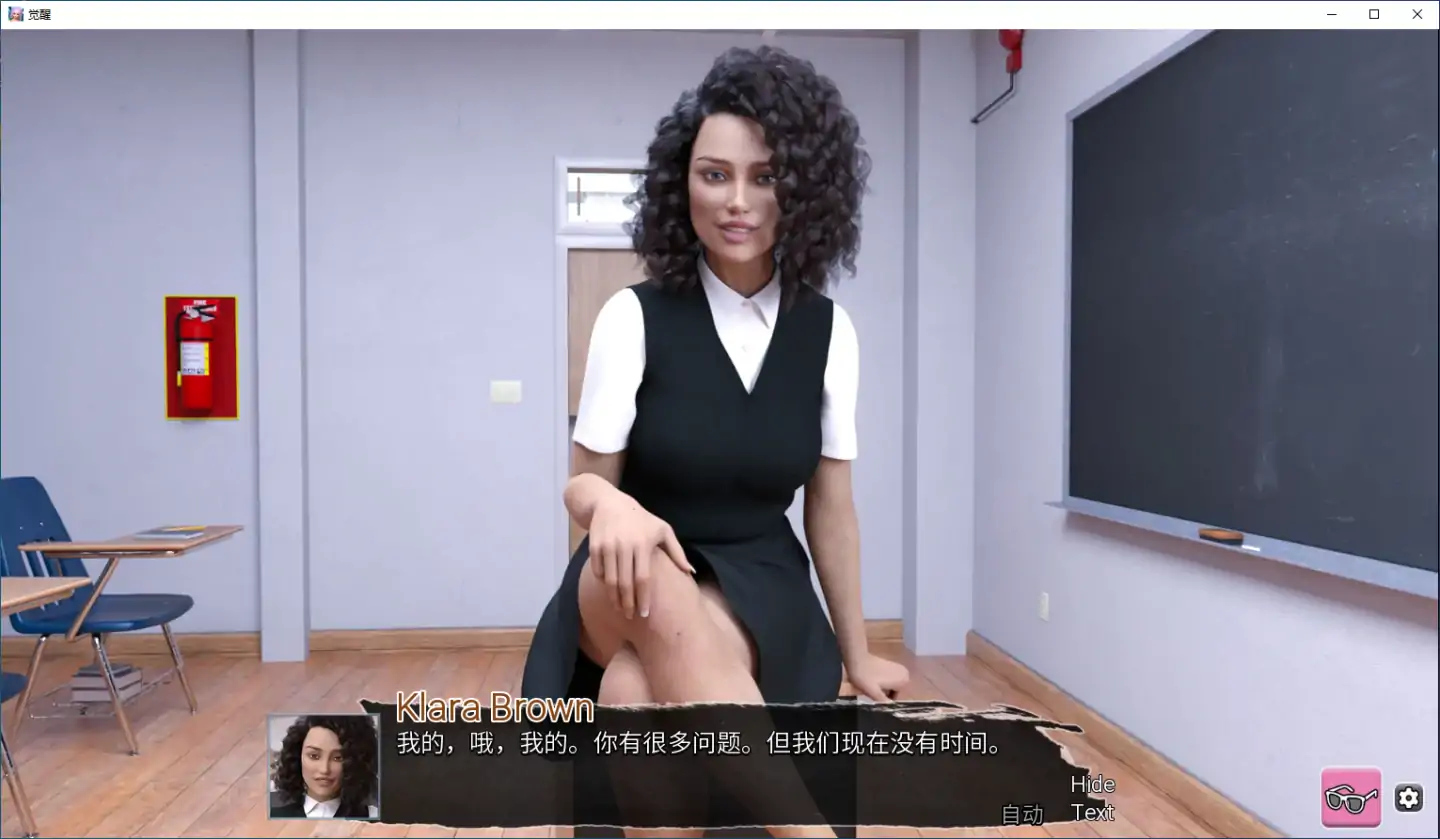 觉醒
FIRE
Klara Brown
我的，哦，我的。你有很多问题。但我们现在没有时间。
自动
Hide
Text